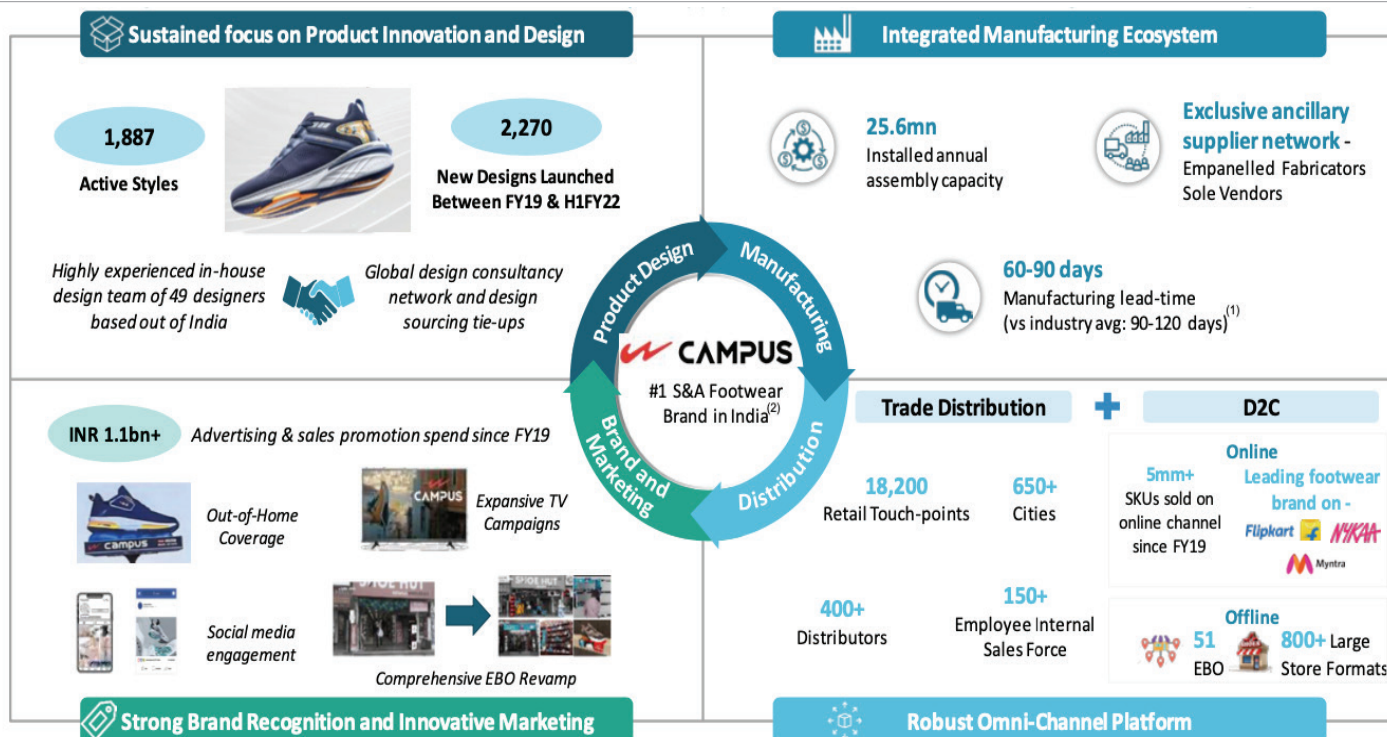 Sustained focus on Product Innovation and Design
1,887
Active Styles
2,270
New Designs Launched
Between FY19 & H1FY22
Highly experienced in-house
design team of 49 designers
based out of India
Global design consultancy
network and design
sourcing tie-ups
Integrated Manufacturing Ecosystem
25.6mn
Installed annual
assembly capacity
Exclusive ancillary
supplier network -
Empanelled Fabricators
Sole Vendors
60-90 days
Manufacturing lead-time
(vs industry avg: 90-120 days)(1)
Product Design
Manufacturing
Distribution
Brand and
Marketing
CAMPUS
#1 S&A Footwear
Brand in India(2)
INR 1.1bn+
Advertising & sales promotion spend since FY19
CAMPUS
Out-of-Home
Coverage
CAMPUS
Expansive TV
Campaigns
Social media
engagement
SHOE HUT
Comprehensive EBO Revamp
Strong Brand Recognition and Innovative Marketing
Trade Distribution
D2C
18,200
Retail Touch-points
650+
Cities
400+
Distributors
150+
Employee Internal
Sales Force
Online
5mm+
SKUs sold on
online channel
since FY19
Leading footwear
brand on -
Flipkart
NYKAA
Myntra
Offline
51
EBO
800+ Large
Store Formats
Robust Omni-Channel Platform